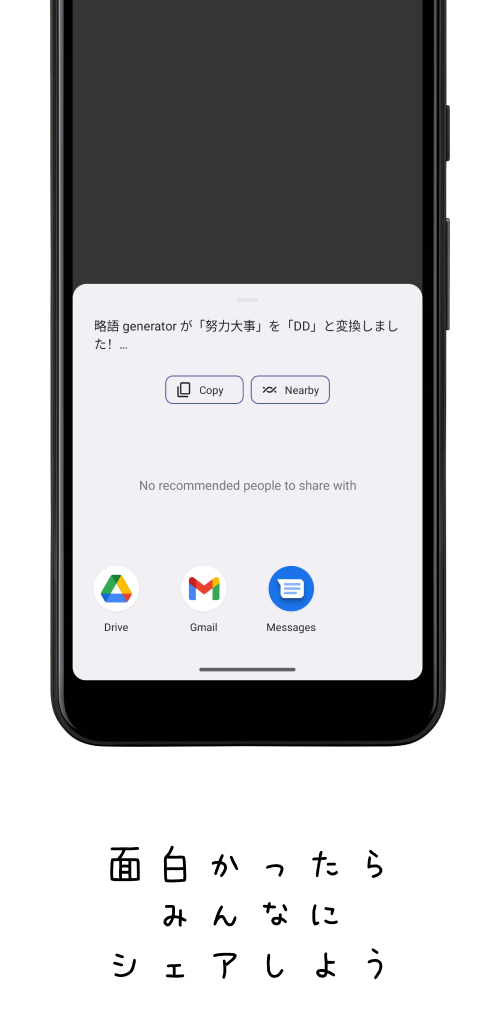 略語 generator が「努力大事」を「DD」と変換しまし
た！ …
Copy Nearby
No recommended people to share with
Drive Gmail Messages
面白かったら
みんなに
シェアしよう